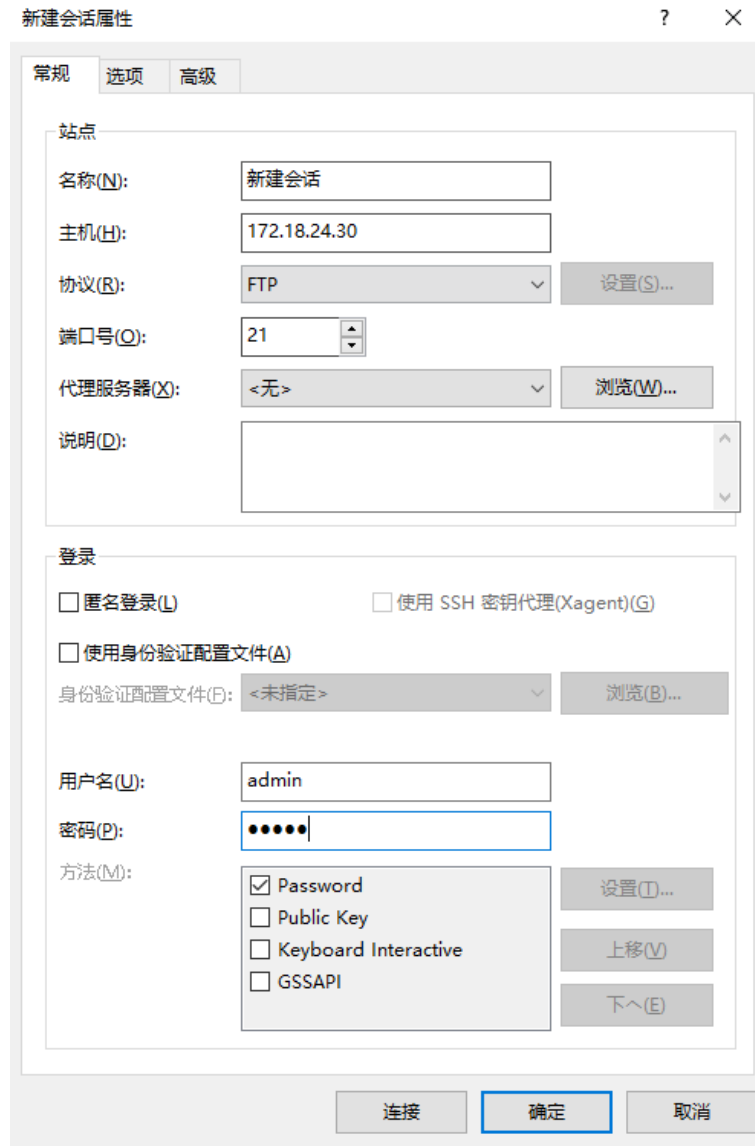 新建会话属性 ?
常规 选项 高级
站点
名称(N): 新建会话
主机(H): 172.18.24.30
协议(R): FTP 设置(S)...
端口号(O): 21
代理服务器(X): <无> 浏览(W)...
说明(D):
登录
匿名登录(L) 使用 SSH 密钥代理(Xagent)(G)
使用身份验证配置文件(A)
身份验证配置文件(F): <未指定> 浏览(B)...
用户名(U): admin
密码(P): ●●●●●
方法(M):
Password 设置(T)...
Public Key
Keyboard Interactive 上移(V)
GSSAPI
下へ(E)
连接 确定 取消